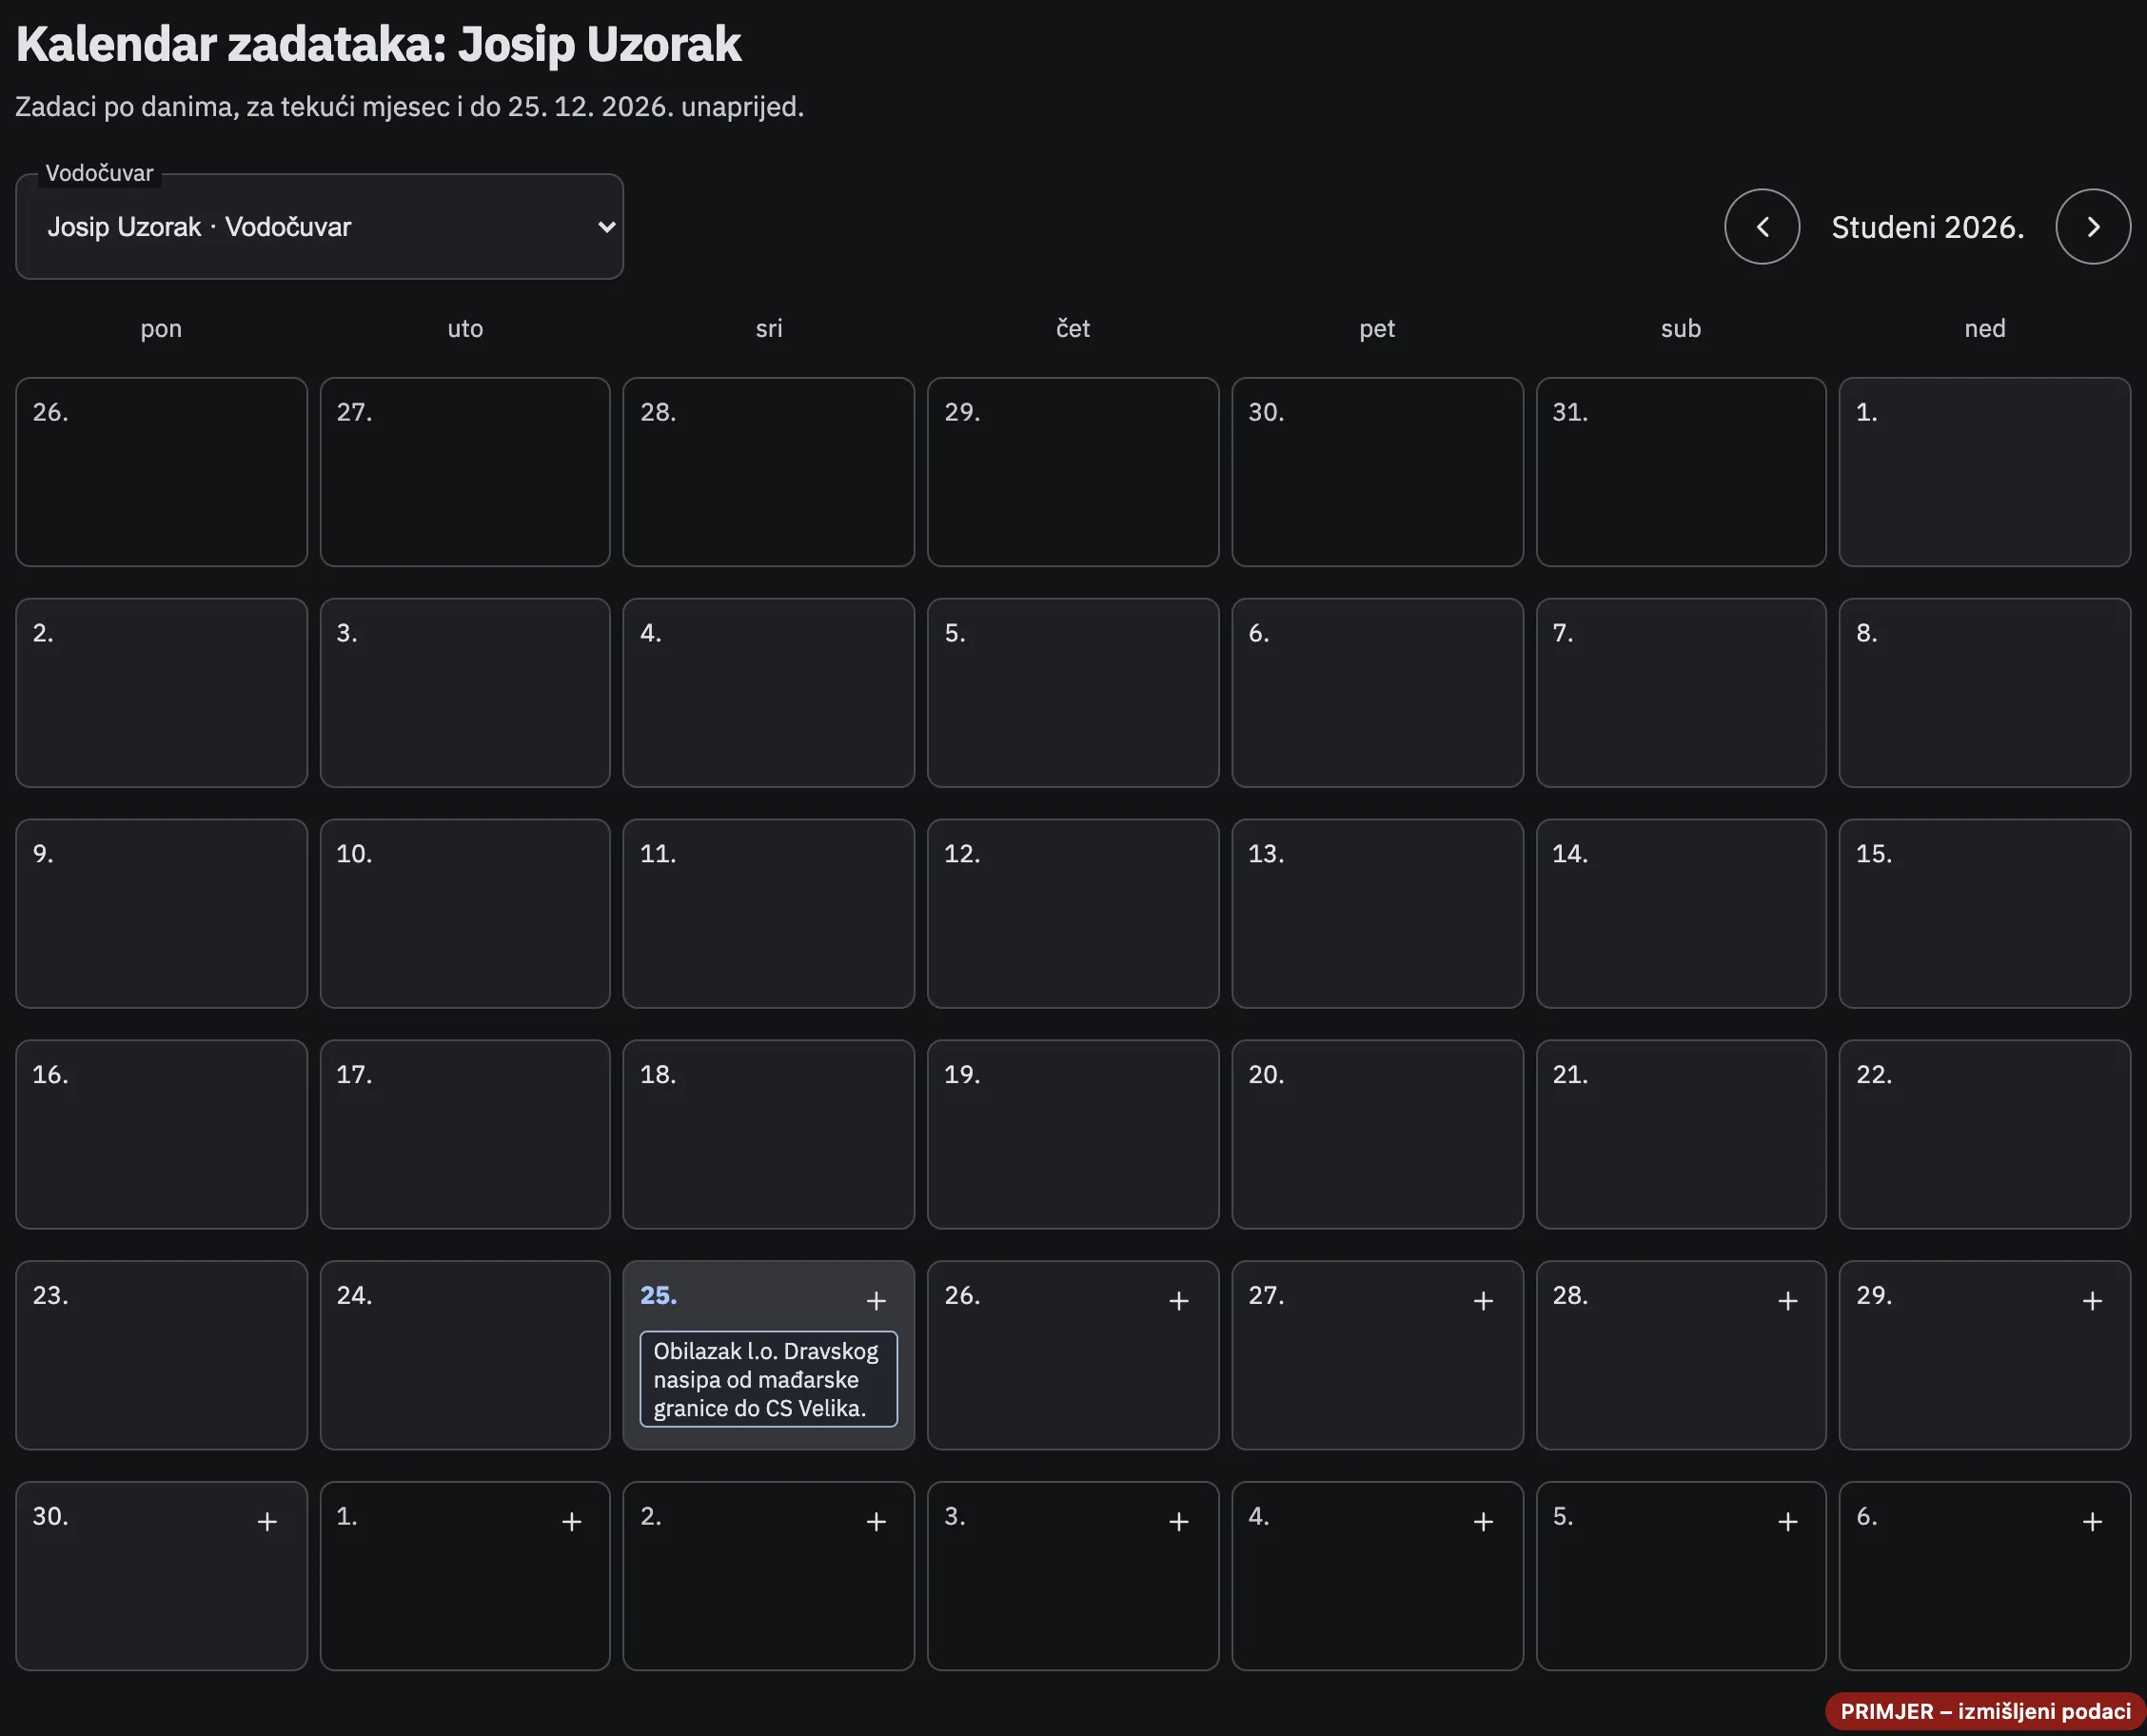 Kalendar zadataka: Josip Uzorak
Zadaci po danima, za tekući mjesec i do 25. 12. 2026. unaprijed.
Vodočuvar
Josip Uzorak · Vodočuvar
Studeni 2026.
pon uto sri čet pet sub ned
26. 27. 28. 29. 30. 31. 1.
2. 3. 4. 5. 6. 7. 8.
9. 10. 11. 12. 13. 14. 15.
16. 17. 18. 19. 20. 21. 22.
23. 24. 25. + 26. + 27. + 28. + 29. +
Obilazak l.o. Dravskog
nasipa od mađarske
granice do CS Velika.
30. + 1. + 2. + 3. + 4. + 5. + 6. +
PRIMJER – izmišljeni podaci